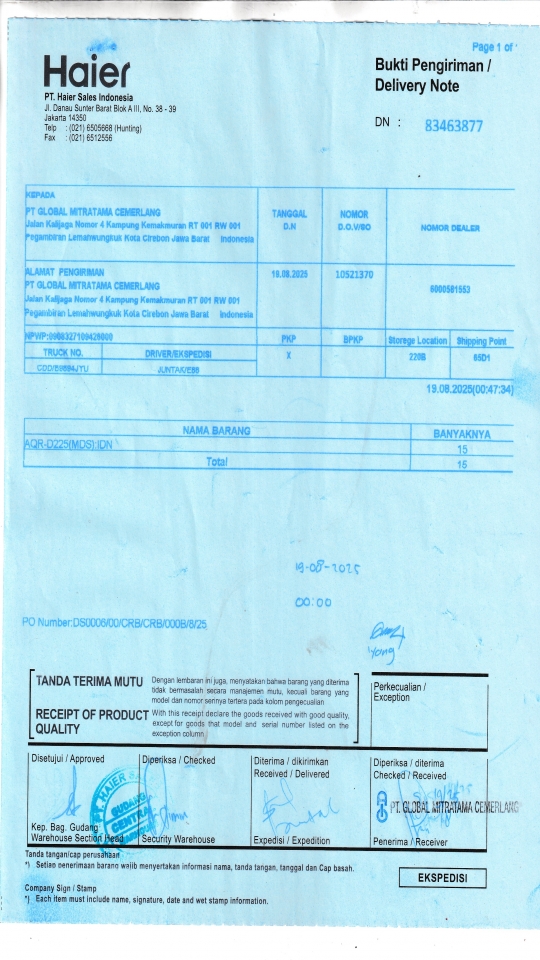 Page 1 of
Haier
PT. Haier Sales Indonesia
Jl. Danau Sunter Barat Blok A III, No. 38 - 39
Jakarta 14350
Telp : (021) 6505668 (Hunting)
Fax : (021) 6512556
Bukti Pengiriman /
Delivery Note
DN : 83463877
KEPADA
PT GLOBAL MITRATAMA CEMERLANG
Jalan Kalijaga Nomor 4 Kampung Kemakmuran RT 001 RW 001
Pegambiran Lemahwungkuk Kota Cirebon Jawa Barat Indonesia
TANGGAL
D.N
NOMOR
D.O.V/BO
NOMOR DEALER
ALAMAT PENGIRIMAN
PT GLOBAL MITRATAMA CEMERLANG
Jalan Kalijaga Nomor 4 Kampung Kemakmuran RT 001 RW 001
Pegambiran Lemahwungkuk Kota Cirebon Jawa Barat Indonesia
19.08.2025
10521370
8000581553
PKP
BPKP
Storege Location
Shipping Point
TRUCK NO.
DRIVER/EKSPEDISI
X
220B
65D1
JUNTAK/E88
19.08.2025(00:47:34)
NAMA BARANG
BANYAKNYA
AQR-D225(MDS):IDN
15
Total
15
19-08-2025
00:00
PO Number:DS0006/00/CRB/CRB/000B/8/25
Yong
TANDA TERIMA MUTU
Dengan lembaran ini juga, menyatakan bahwa barang yang diterima
tidak bermasalah secara manajemen mutu, kecuali barang yang
model dan nomor serinya tertera pada kolom pengecualian
RECEIPT OF PRODUCT
QUALITY
With this receipt declare the goods received with good quality,
except for goods that model and serial number listed on the
exception column
Perkecualian /
Exception
Disetujui / Approved
Diperiksa / Checked
Diterima / dikirimkan
Received / Delivered
Diperiksa / diterima
Checked / Received
PT. HAIER
GUDANG
PT. GLOBAL MITRATAMA CEMERLANG
Kep. Bag. Gudang
Warehouse Section Head
Security Warehouse
Expedisi / Expedition
Penerima / Receiver
Tanda tangan/cap perusahaan
*) Setiap penerimaan barang wajib menyertakan informasi nama, tanda tangan, tanggal dan Cap basah.
EKSPEDISI
Company Sign / Stamp
*) Each item must include name, signature, date and wet stamp information.